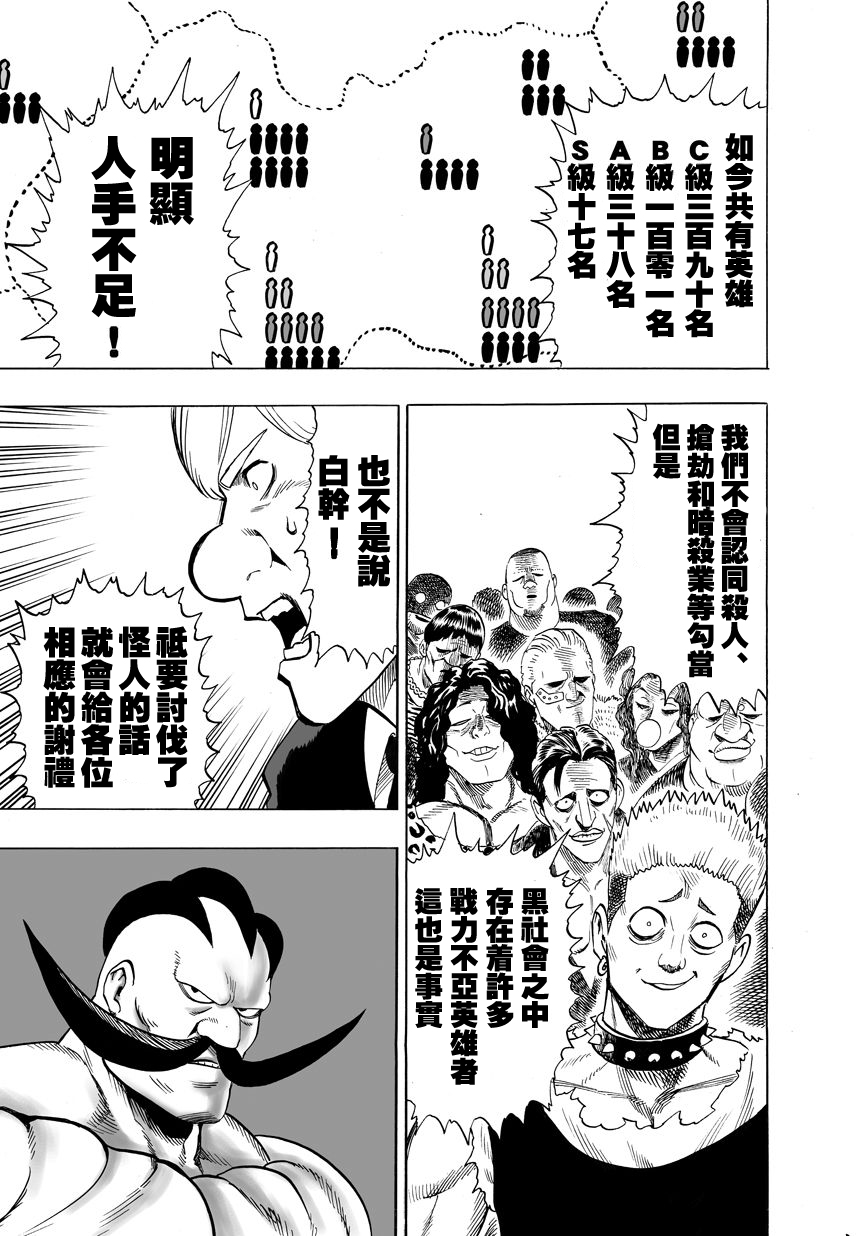 如今共有英雄
C級三百九十名
B級一百零一名
A級三十八名
S級十七名
明顯
人手不足！
我們不會認同殺人、
搶劫和暗殺業等勾當
但是
黑社會之中
存在着許多
戰力不亞英雄者
這也是事實
也不是說
白幹！
祗要討伐了
怪人的話
就會給各位
相應的謝禮